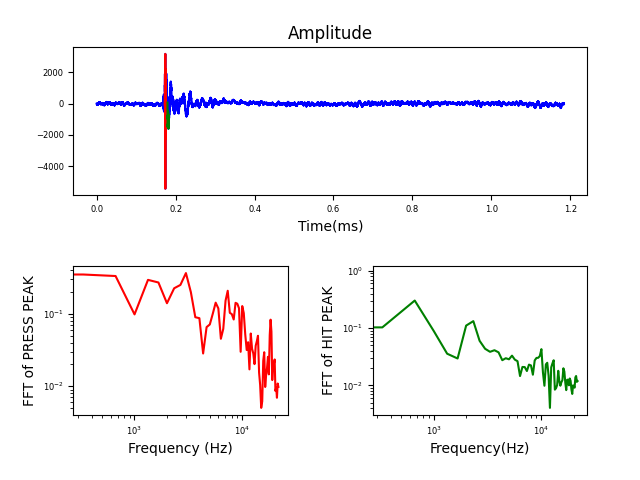 Amplitude
2000
0
−2000
−4000
0.0 0.2 0.4 0.6 0.8 1.0 1.2
Time(ms)
FFT of PRESS PEAK
10⁻¹
10⁻²
10³ 10⁴
Frequency (Hz)
FFT of HIT PEAK
10⁰
10⁻¹
10⁻²
10³ 10⁴
Frequency(Hz)